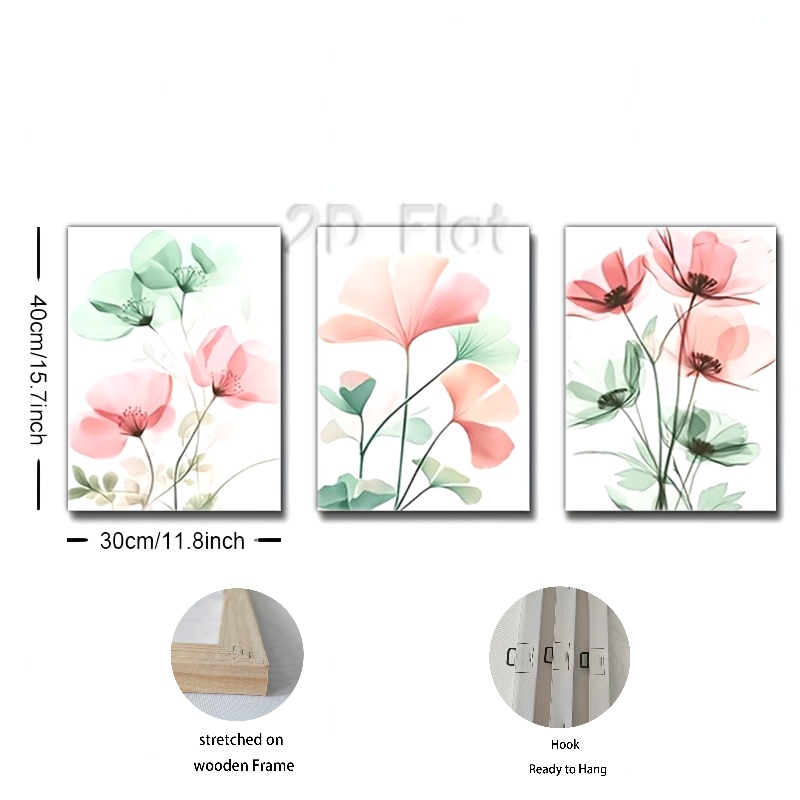 2D Flat
40cm/15.7inch
30cm/11.8inch
stretched on
wooden Frame
Hook
Ready to Hang